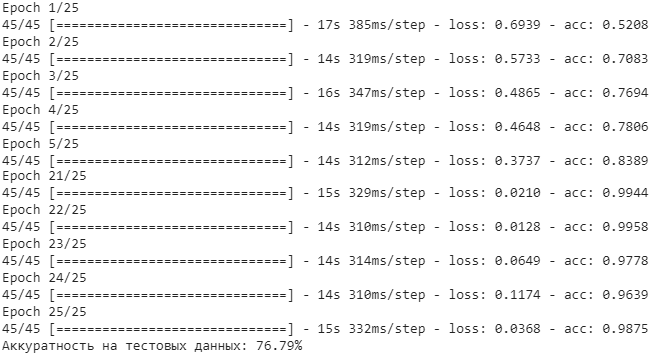 Epoch 1/25
45/45 [==============================] - 17s 385ms/step - loss: 0.6939 - acc: 0.5208
Epoch 2/25
45/45 [==============================] - 14s 319ms/step - loss: 0.5733 - acc: 0.7083
Epoch 3/25
45/45 [==============================] - 16s 347ms/step - loss: 0.4865 - acc: 0.7694
Epoch 4/25
45/45 [==============================] - 14s 319ms/step - loss: 0.4648 - acc: 0.7806
Epoch 5/25
45/45 [==============================] - 14s 312ms/step - loss: 0.3737 - acc: 0.8389
Epoch 21/25
45/45 [==============================] - 15s 329ms/step - loss: 0.0210 - acc: 0.9944
Epoch 22/25
45/45 [==============================] - 14s 310ms/step - loss: 0.0128 - acc: 0.9958
Epoch 23/25
45/45 [==============================] - 14s 314ms/step - loss: 0.0649 - acc: 0.9778
Epoch 24/25
45/45 [==============================] - 14s 310ms/step - loss: 0.1174 - acc: 0.9639
Epoch 25/25
45/45 [==============================] - 15s 332ms/step - loss: 0.0368 - acc: 0.9875
Аккуратность на тестовых данных: 76.79%